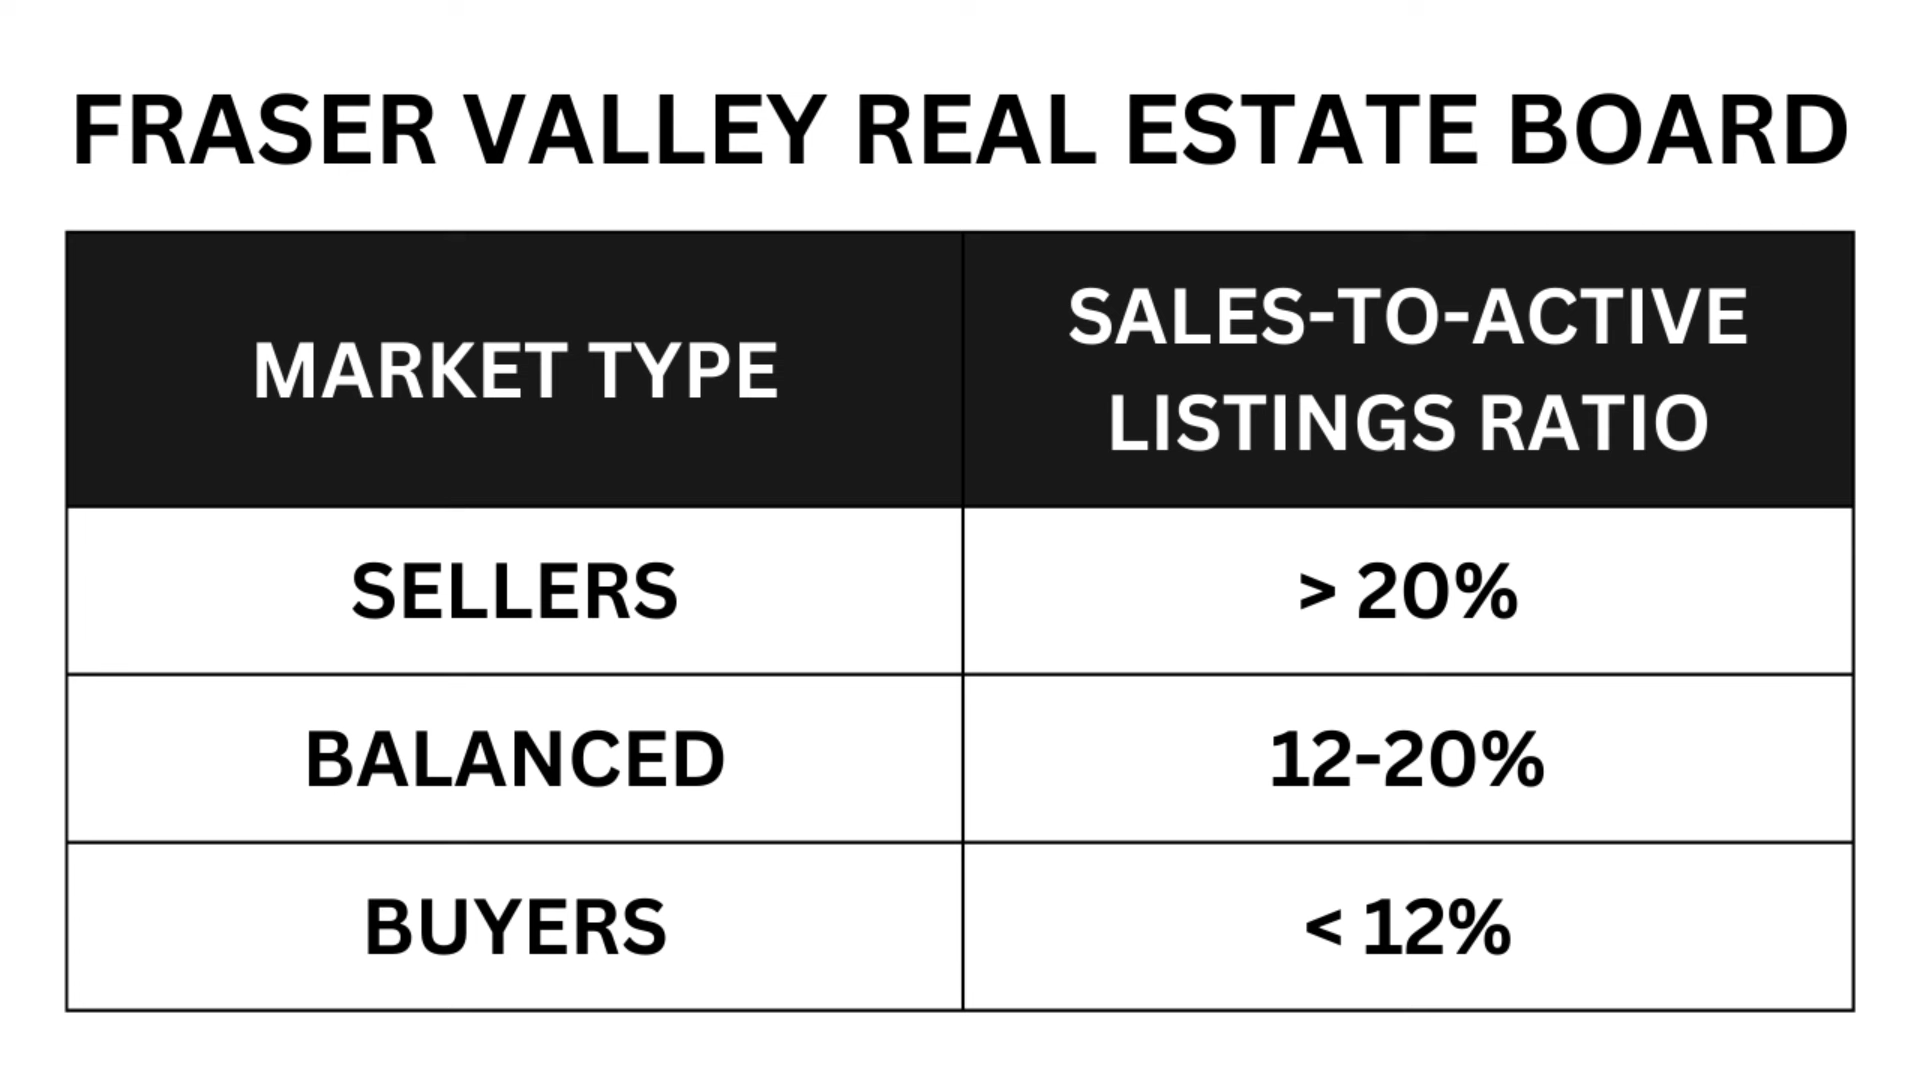 FRASER VALLEY REAL ESTATE BOARD
MARKET TYPE
SALES-TO-ACTIVE
LISTINGS RATIO
SELLERS
> 20%
BALANCED
12-20%
BUYERS
< 12%